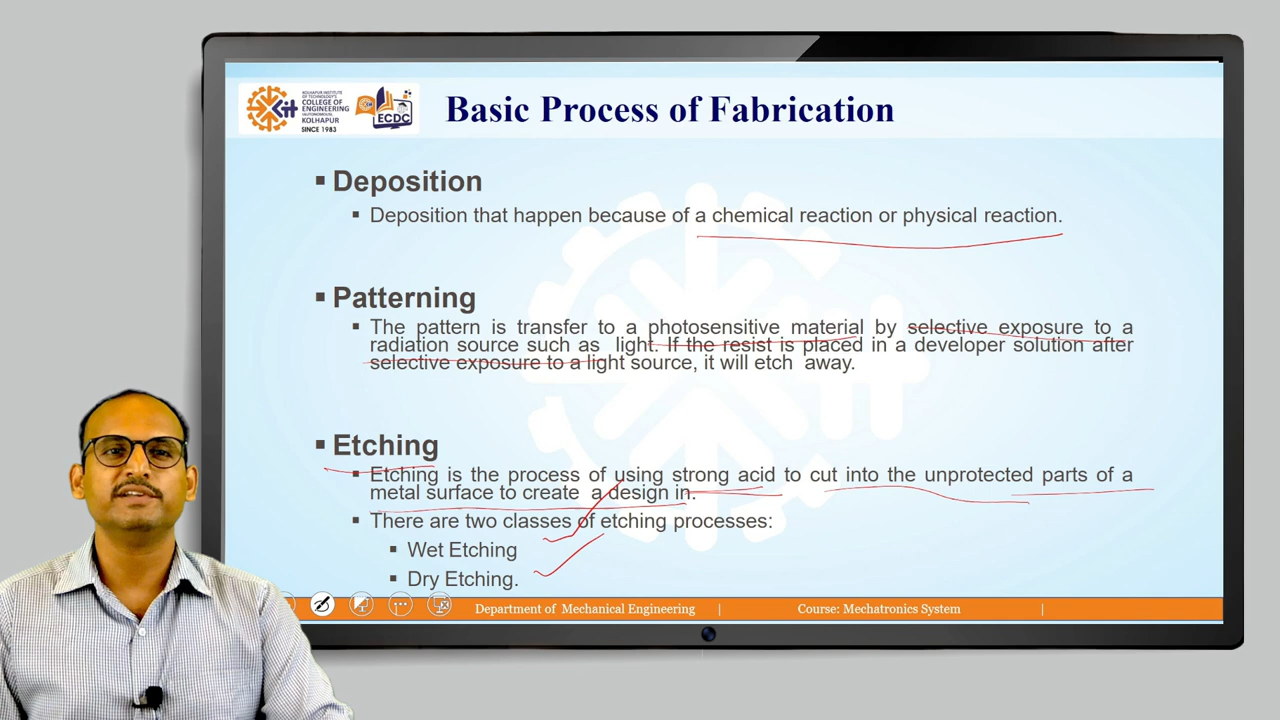 KOLHAPUR INSTITUTE
OF TECHNOLOGY'S
COLLEGE OF
ENGINEERING
(AUTONOMOUS),
KOLHAPUR
SINCE 1983
ECDC
Basic Process of Fabrication
▪ Deposition
▪ Deposition that happen because of a chemical reaction or physical reaction.
▪ Patterning
▪ The pattern is transfer to a photosensitive material by selective exposure to a
radiation source such as light. If the resist is placed in a developer solution after
selective exposure to a light source, it will etch away.
▪ Etching
▪ Etching is the process of using strong acid to cut into the unprotected parts of a
metal surface to create a design in.
▪ There are two classes of etching processes:
▪ Wet Etching
▪ Dry Etching.
Department of Mechanical Engineering | Course: Mechatronics System |